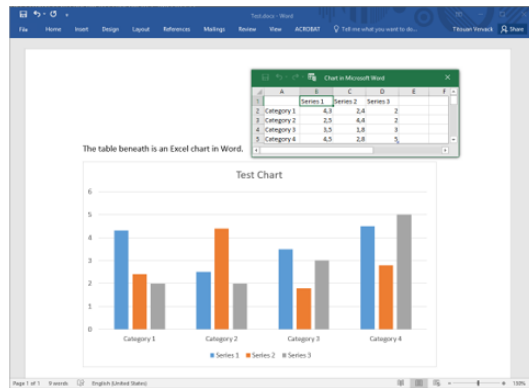 Test.docx - Word
File Home Insert Design Layout References Mailings Review View ACROBAT Tell me what you want to do... Titouan Vervack Share
Chart in Microsoft Word
A B C D E F
1 Series 1 Series 2 Series 3
2 Category 1 4,3 2,4 2
3 Category 2 2,5 4,4 2
4 Category 3 3,5 1,8 3
5 Category 4 4,5 2,8 5
The table beneath is an Excel chart in Word.
Test Chart
6
5
4
3
2
1
0
Category 1 Category 2 Category 3 Category 4
Series 1 Series 2 Series 3
Page 1 of 1 9 words English (United States) 100%